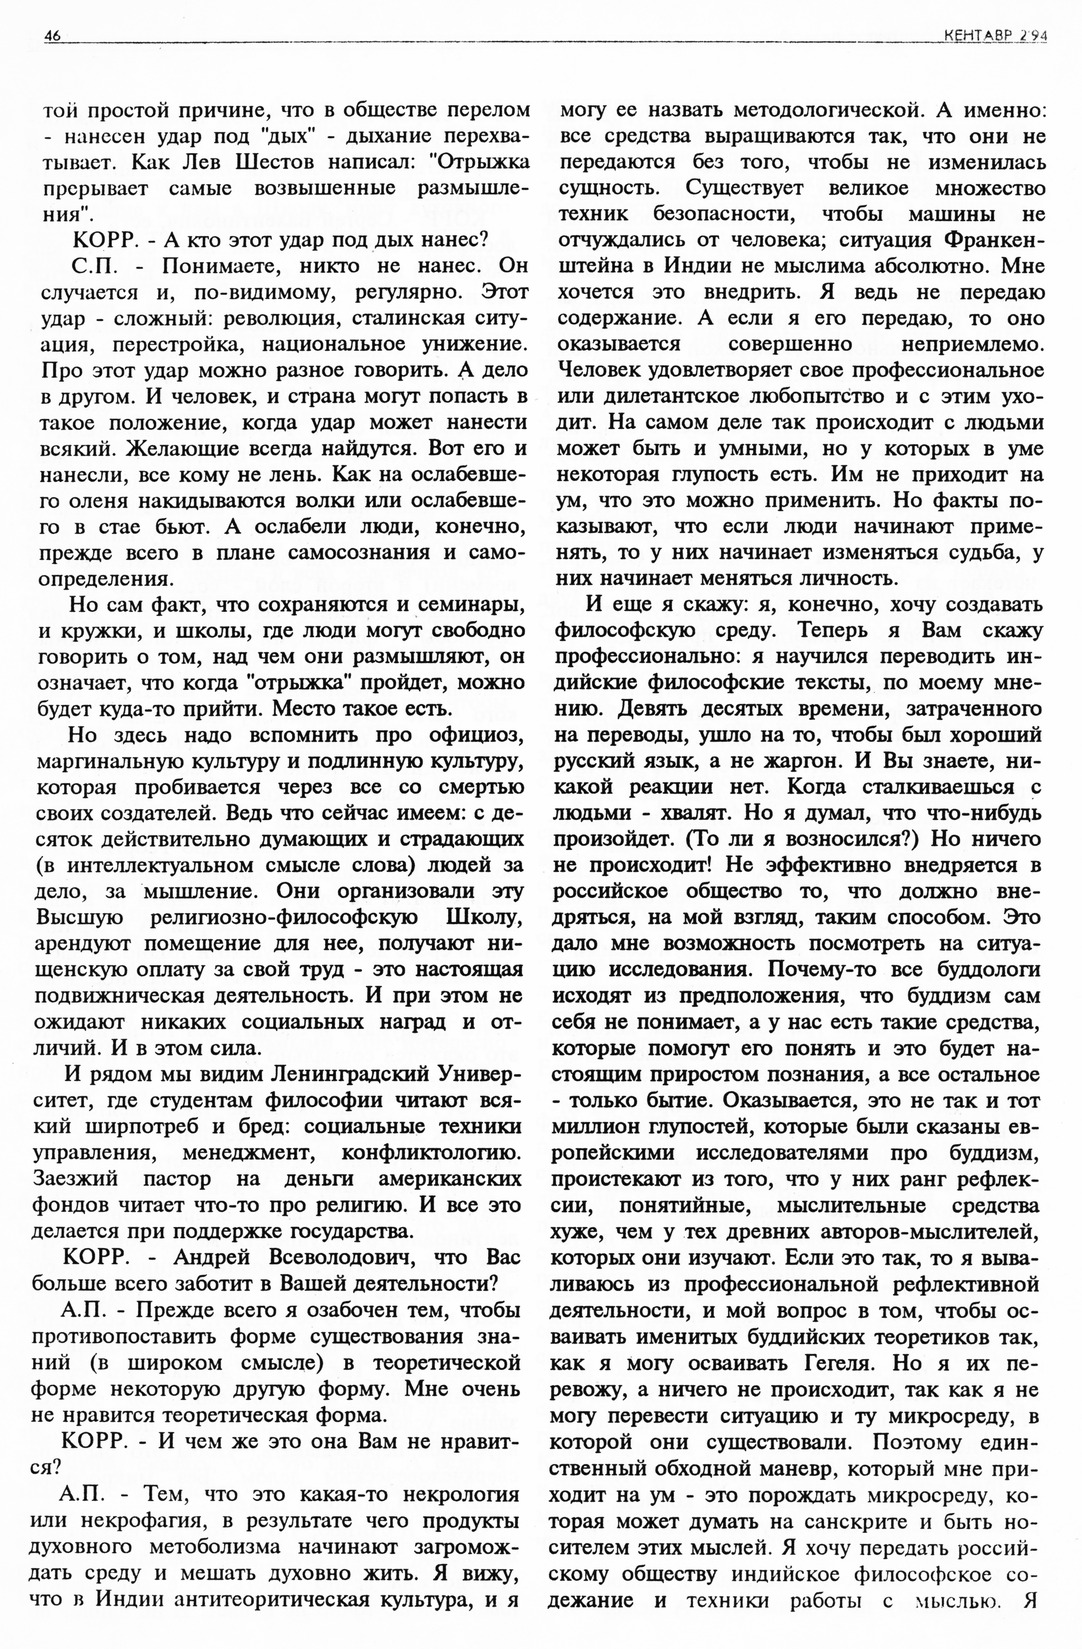 46
КЕНТАВР 2'94
той простой причине, что в обществе перелом
- нанесен удар под "дых" - дыхание перехва-
тывает. Как Лев Шестов написал: "Отрыжка
прерывает самые возвышенные размышле-
ния".
КОРР. - А кто этот удар под дых нанес?
С.П. - Понимаете, никто не нанес. Он
случается и, по-видимому, регулярно. Этот
удар - сложный: революция, сталинская ситу-
ация, перестройка, национальное унижение.
Про этот удар можно разное говорить. А дело
в другом. И человек, и страна могут попасть в
такое положение, когда удар может нанести
всякий. Желающие всегда найдутся. Вот его и
нанесли, все кому не лень. Как на ослабевше-
го оленя накидываются волки или ослабевше-
го в стае бьют. А ослабели люди, конечно,
прежде всего в плане самосознания и само-
определения.
Но сам факт, что сохраняются и семинары,
и кружки, и школы, где люди могут свободно
говорить о том, над чем они размышляют, он
означает, что когда "отрыжка" пройдет, можно
будет куда-то прийти. Место такое есть.
Но здесь надо вспомнить про официоз,
маргинальную культуру и подлинную культуру,
которая пробивается через все со смертью
своих создателей. Ведь что сейчас имеем: с де-
сяток действительно думающих и страдающих
(в интеллектуальном смысле слова) людей за
дело, за мышление. Они организовали эту
Высшую религиозно-философскую Школу,
арендуют помещение для нее, получают ни-
щенскую оплату за свой труд - это настоящая
подвижническая деятельность. И при этом не
ожидают никаких социальных наград и от-
личий. И в этом сила.
И рядом мы видим Ленинградский Универ-
ситет, где студентам философии читают вся-
кий ширпотреб и бред: социальные техники
управления, менеджмент, конфликтологию.
Заезжий пастор на деньги американских
фондов читает что-то про религию. И все это
делается при поддержке государства.
КОРР. - Андрей Всеволодович, что Вас
больше всего заботит в Вашей деятельности?
А.П. - Прежде всего я озабочен тем, чтобы
противопоставить форме существования зна-
ний (в широком смысле) в теоретической
форме некоторую другую форму. Мне очень
не нравится теоретическая форма.
КОРР. - И чем же это она Вам не нравит-
ся?
А.П. - Тем, что это какая-то некрология
или некрофагия, в результате чего продукты
духовного метоболизма начинают загромож-
дать среду и мешать духовно жить. Я вижу,
что в Индии антитеоритическая культура, и я
могу ее назвать методологической. А именно:
все средства выращиваются так, что они не
передаются без того, чтобы не изменилась
сущность. Существует великое множество
техник безопасности, чтобы машины не
отчуждались от человека; ситуация Франкен-
штейна в Индии не мыслима абсолютно. Мне
хочется это внедрить. Я ведь не передаю
содержание. А если я его передаю, то оно
оказывается совершенно неприемлемо.
Человек удовлетворяет свое профессиональное
или дилетантское любопытство и с этим ухо-
дит. На самом деле так происходит с людьми
может быть и умными, но у которых в уме
некоторая глупость есть. Им не приходит на
ум, что это можно применить. Но факты по-
казывают, что если люди начинают приме-
нять, то у них начинает изменяться судьба, у
них начинает меняться личность.
И еще я скажу: я, конечно, хочу создавать
философскую среду. Теперь я Вам скажу
профессионально: я научился переводить ин-
дийские философские тексты, по моему мне-
нию. Девять десятых времени, затраченного
на переводы, ушло на то, чтобы был хороший
русский язык, а не жаргон. И Вы знаете, ни-
какой реакции нет. Когда сталкиваешься с
людьми - хвалят. Но я думал, что что-нибудь
произойдет. (То ли я возносился?) Но ничего
не происходит! Не эффективно внедряется в
российское общество то, что должно вне-
дряться, на мой взгляд, таким способом. Это
дало мне возможность посмотреть на ситуа-
цию исследования. Почему-то все буддологи
исходят из предположения, что буддизм сам
себя не понимает, а у нас есть такие средства,
которые помогут его понять и это будет на-
стоящим приростом познания, а все остальное
- только бытие. Оказывается, это не так и тот
миллион глупостей, которые были сказаны ев-
ропейскими исследователями про буддизм,
проистекают из того, что у них ранг рефлек-
сии, понятийные, мыслительные средства
хуже, чем у тех древних авторов-мыслителей,
которых они изучают. Если это так, то я выва-
ливаюсь из профессиональной рефлективной
деятельности, и мой вопрос в том, чтобы ос-
ваивать именитых буддийских теоретиков так,
как я могу осваивать Гегеля. Но я их пе-
ревожу, а ничего не происходит, так как я не
могу перевести ситуацию и ту микросреду, в
которой они существовали. Поэтому един-
ственный обходной маневр, который мне при-
ходит на ум - это порождать микросреду, ко-
торая может думать на санскрите и быть но-
сителем этих мыслей. Я хочу передать россий-
скому обществу индийское философское со-
дежание и техники работы с мыслью. Я